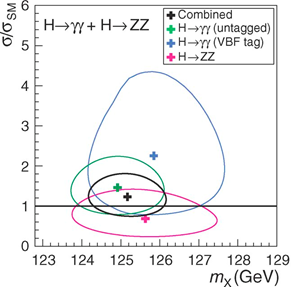 σ/σSM
H→γγ + H→ZZ
Combined
H→γγ (untagged)
H→γγ (VBF tag)
H→ZZ
6
5
4
3
2
1
0
123 124 125 126 127 128 129
mX(GeV)